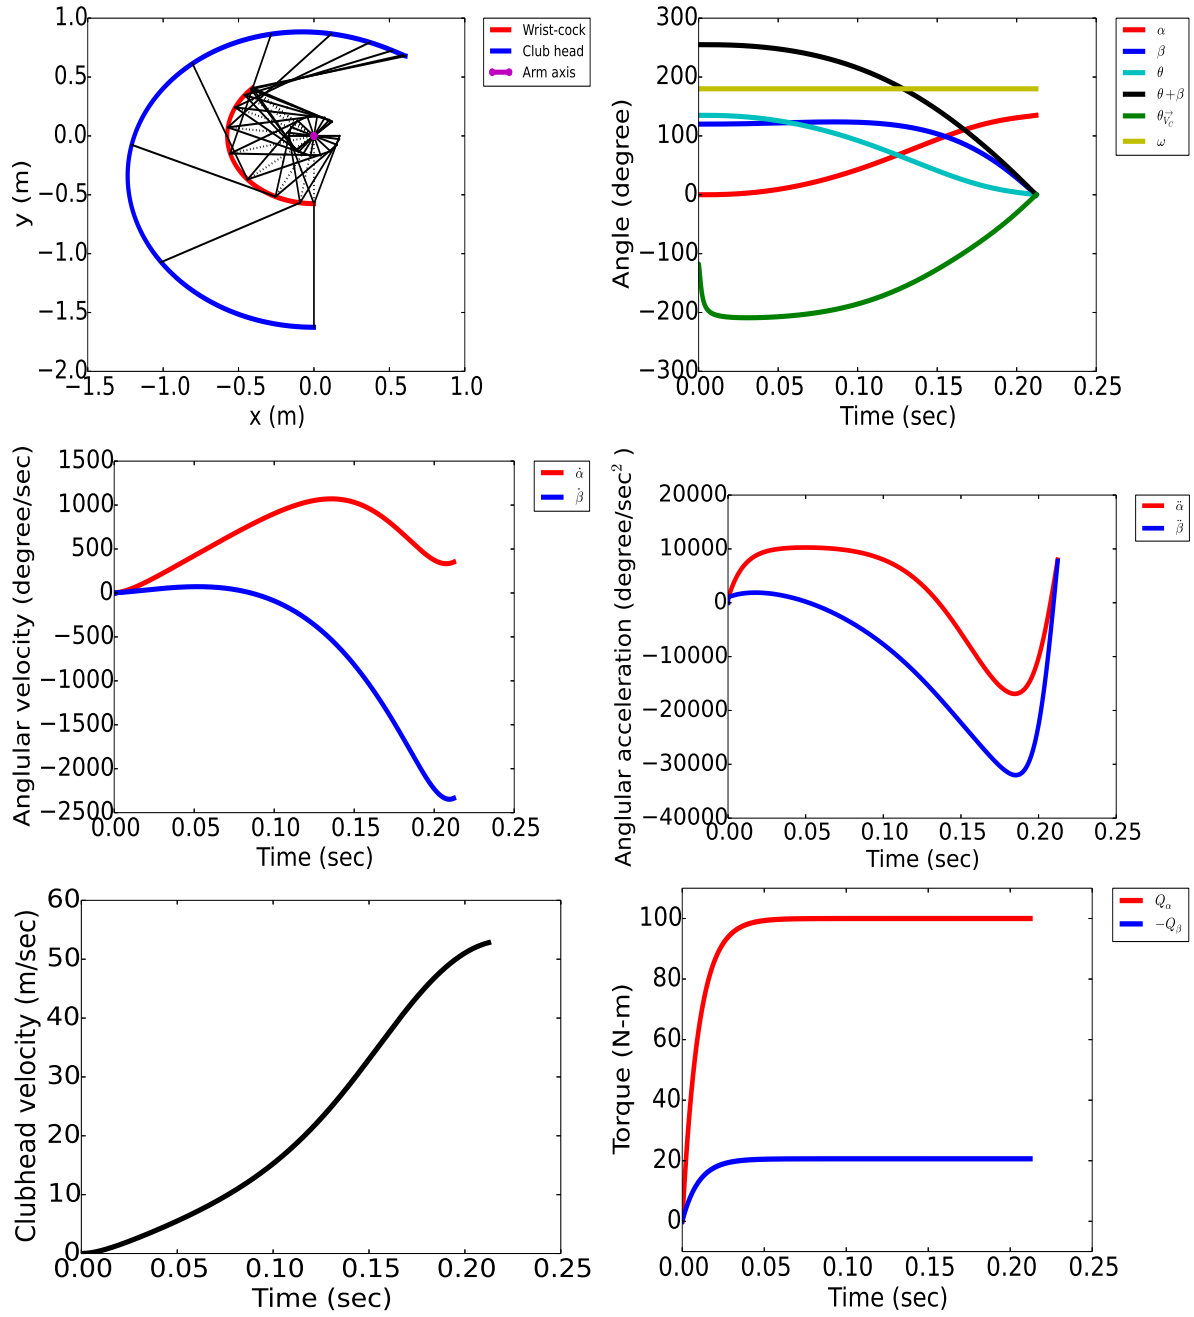 1.0
0.5
0.0
−0.5
−1.0
−1.5
−2.0
y (m)
−1.5 −1.0 −0.5 0.0 0.5 1.0
x (m)
Wrist-cock
Club head
Arm axis
300
200
100
0
−100
−200
−300
Angle (degree)
0.00 0.05 0.10 0.15 0.20 0.25
Time (sec)
α
β
θ
θ+β
θ_{\vec{V}_C}
ω
1500
1000
500
0
−500
−1000
−1500
−2000
−2500
Anglular velocity (degree/sec)
0.00 0.05 0.10 0.15 0.20 0.25
Time (sec)
α̇
β̇
20000
10000
0
−10000
−20000
−30000
−40000
Anglular acceleration (degree/sec²)
0.00 0.05 0.10 0.15 0.20 0.25
Time (sec)
α̈
β̈
60
50
40
30
20
10
0
Clubhead velocity (m/sec)
0.00 0.05 0.10 0.15 0.20 0.25
Time (sec)
100
80
60
40
20
0
Torque (N-m)
0.00 0.05 0.10 0.15 0.20 0.25
Time (sec)
Q_α
−Q_β